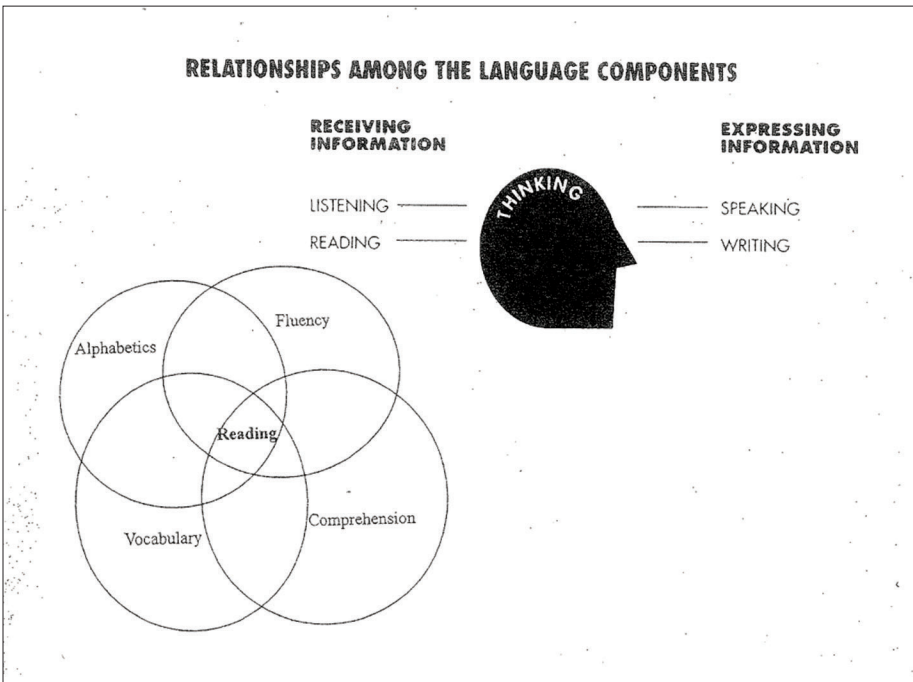 RELATIONSHIPS AMONG THE LANGUAGE COMPONENTS
RECEIVING
INFORMATION
EXPRESSING
INFORMATION
THINKING
LISTENING
SPEAKING
READING
WRITING
Fluency
Alphabetics
Reading
Comprehension
Vocabulary